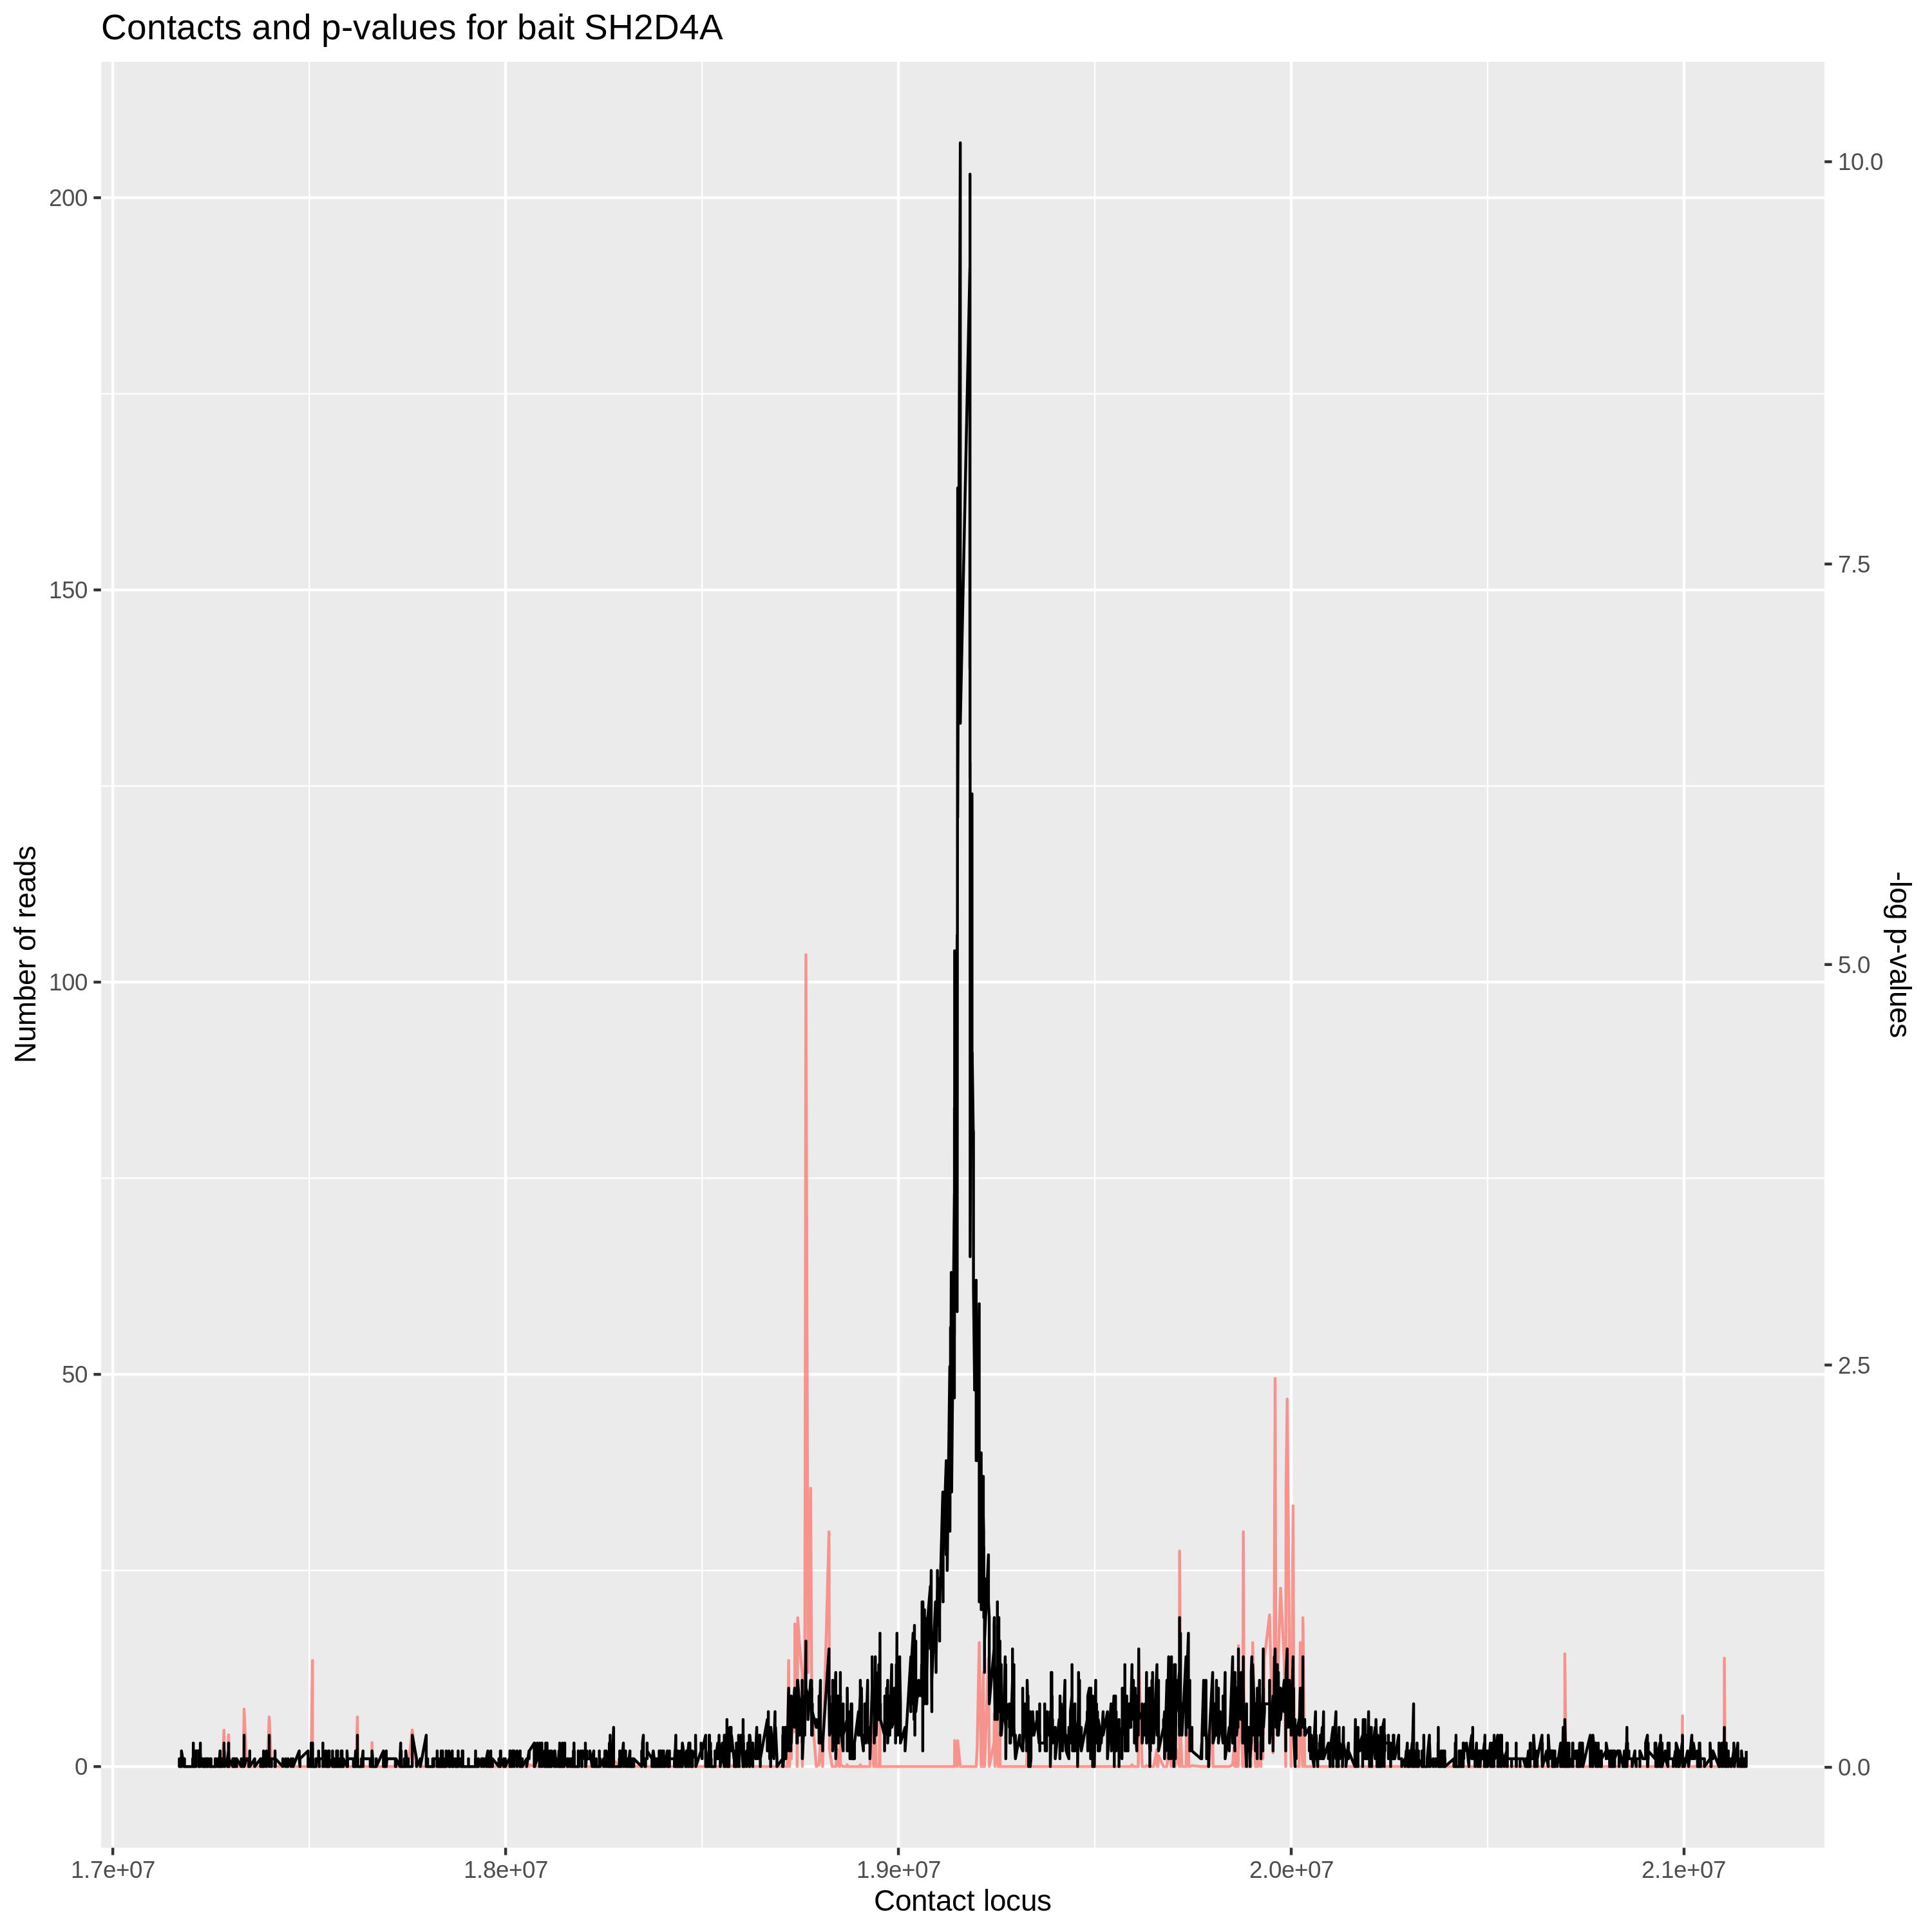 Contacts and p-values for bait SH2D4A
200
150
100
50
0
Number of reads
10.0
7.5
5.0
2.5
0.0
-log p-values
1.7e+07
1.8e+07
1.9e+07
2.0e+07
2.1e+07
Contact locus